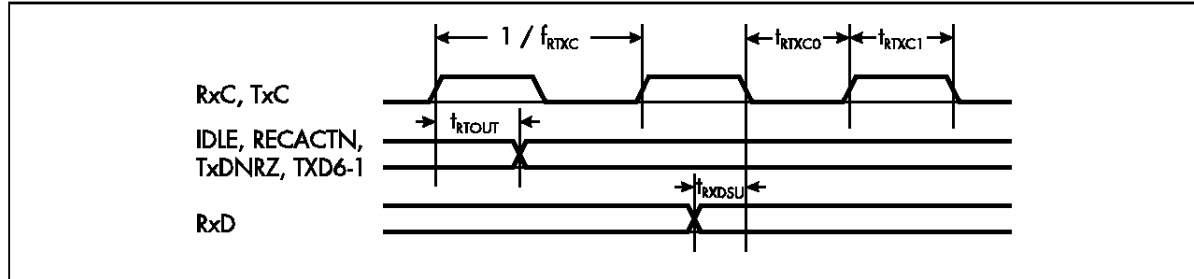 1 / fRTXC
tRTXC0
tRTXC1
RxC, TxC
tRTOUT
IDLE, RECACTN,
TxDNRZ, TXD6-1
tRXDSU
RxD